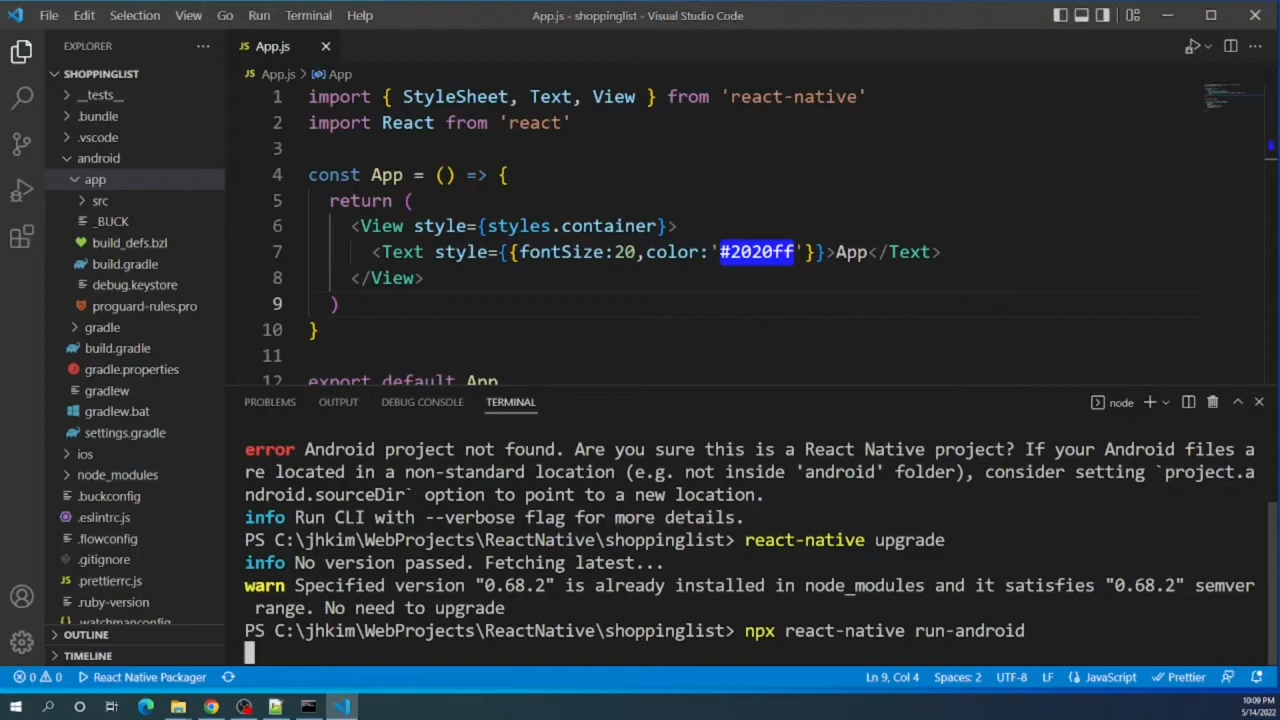 File Edit Selection View Go Run Terminal Help
App.js - shoppinglist - Visual Studio Code
EXPLORER
SHOPPINGLIST
__tests__
.bundle
.vscode
android
app
src
_BUCK
build_defs.bzl
build.gradle
debug.keystore
proguard-rules.pro
gradle
build.gradle
gradle.properties
gradlew
gradlew.bat
settings.gradle
ios
node_modules
.buckconfig
.eslintrc.js
.flowconfig
.gitignore
.prettierrc.js
.ruby-version
.watchmanconfig
OUTLINE
TIMELINE
JS App.js
JS App.js > App
1 import { StyleSheet, Text, View } from 'react-native'
2 import React from 'react'
3
4 const App = () => {
5 return (
6 <View style={styles.container}>
7 <Text style={{fontSize:20,color:'#2020ff'}}>App</Text>
8 </View>
9 )
10 }
11
12 export default App
PROBLEMS OUTPUT DEBUG CONSOLE TERMINAL
node
error Android project not found. Are you sure this is a React Native project? If your Android files a
re located in a non-standard location (e.g. not inside 'android' folder), consider setting `project.a
ndroid.sourceDir` option to point to a new location.
info Run CLI with --verbose flag for more details.
PS C:\jhkim\WebProjects\ReactNative\shoppinglist> react-native upgrade
info No version passed. Fetching latest...
warn Specified version "0.68.2" is already installed in node_modules and it satisfies "0.68.2" semver
range. No need to upgrade
PS C:\jhkim\WebProjects\ReactNative\shoppinglist> npx react-native run-android
0 0 React Native Packager
Ln 9, Col 4 Spaces: 2 UTF-8 LF JavaScript Prettier
10:09 PM
5/14/2022